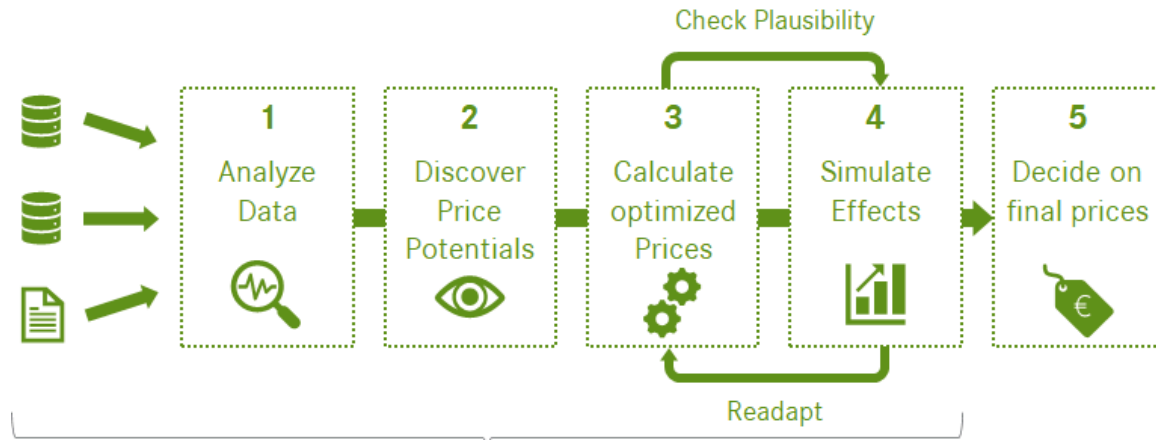 Check Plausibility
1
Analyze
Data
2
Discover
Price
Potentials
3
Calculate
optimized
Prices
4
Simulate
Effects
5
Decide on
final prices
€
Readapt